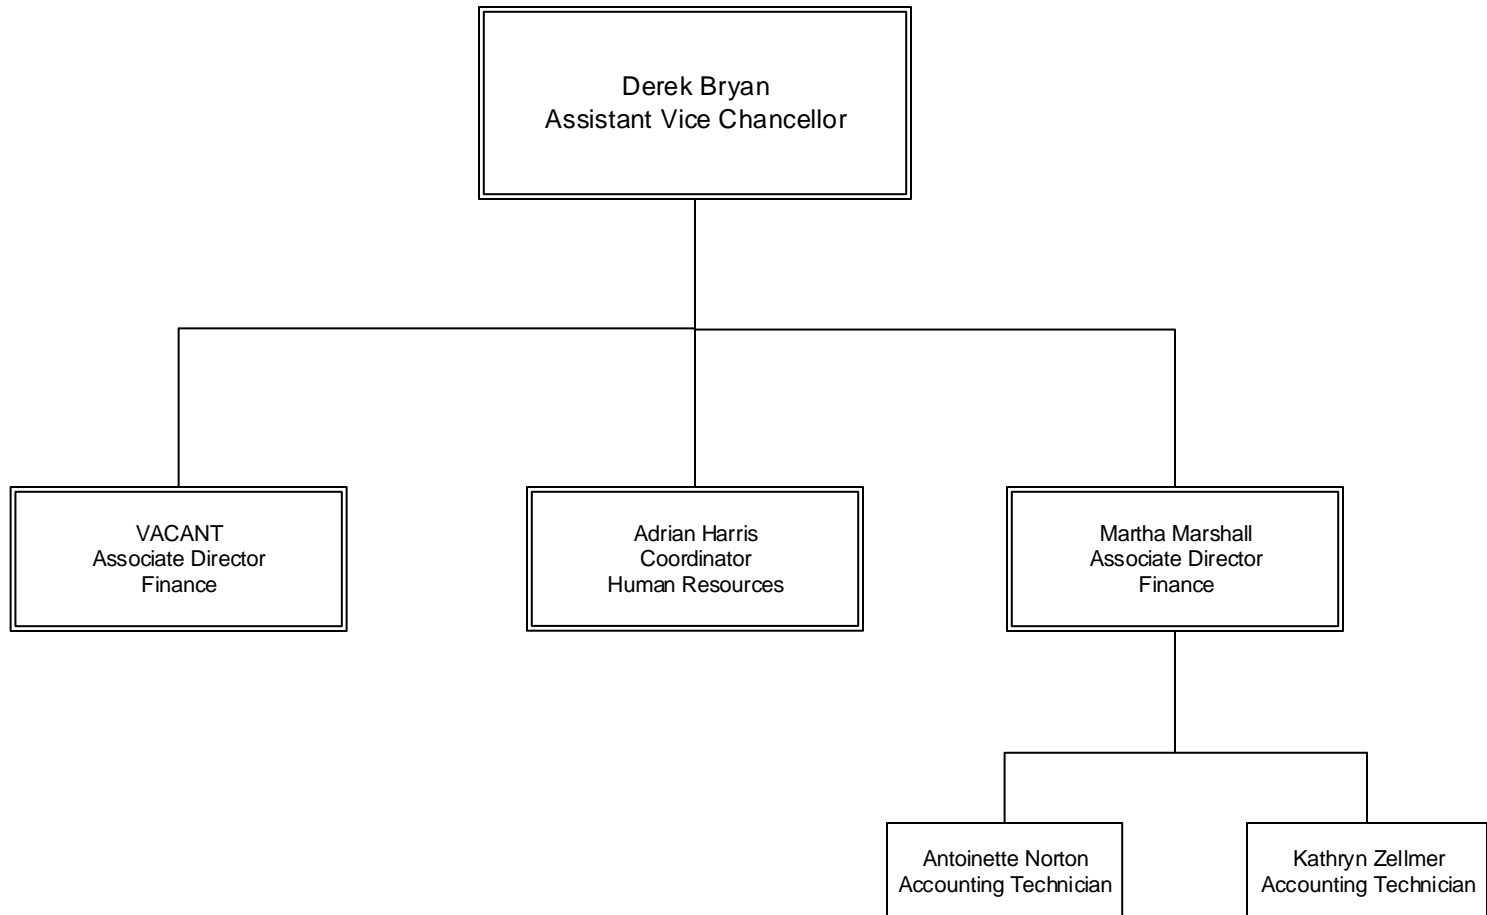 Derek Bryan
Assistant Vice Chancellor
VACANT
Associate Director
Finance
Adrian Harris
Coordinator
Human Resources
Martha Marshall
Associate Director
Finance
Antoinette Norton
Accounting Technician
Kathryn Zellmer
Accounting Technician